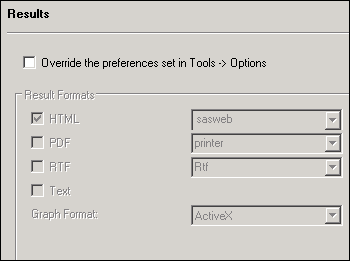 Results
Override the preferences set in Tools -> Options
Result Formats
HTML sasweb
PDF printer
RTF Rtf
Text
Graph Format: ActiveX